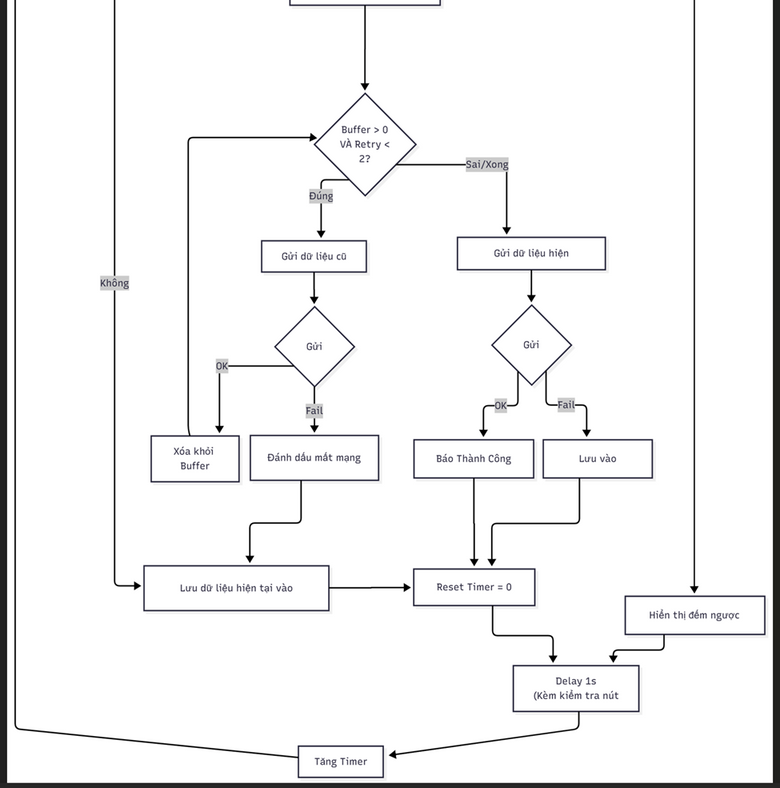 Buffer > 0
VÀ Retry <
2?
Sai/Xong
Đúng
Gửi dữ liệu cũ
Gửi dữ liệu hiện
Không
Gửi
Gửi
OK
Fail
OK
Fail
Xóa khỏi
Buffer
Đánh dấu mất mạng
Báo Thành Công
Lưu vào
Lưu dữ liệu hiện tại vào
Reset Timer = 0
Hiển thị đếm ngược
Delay 1s
(Kèm kiểm tra nút
Tăng Timer